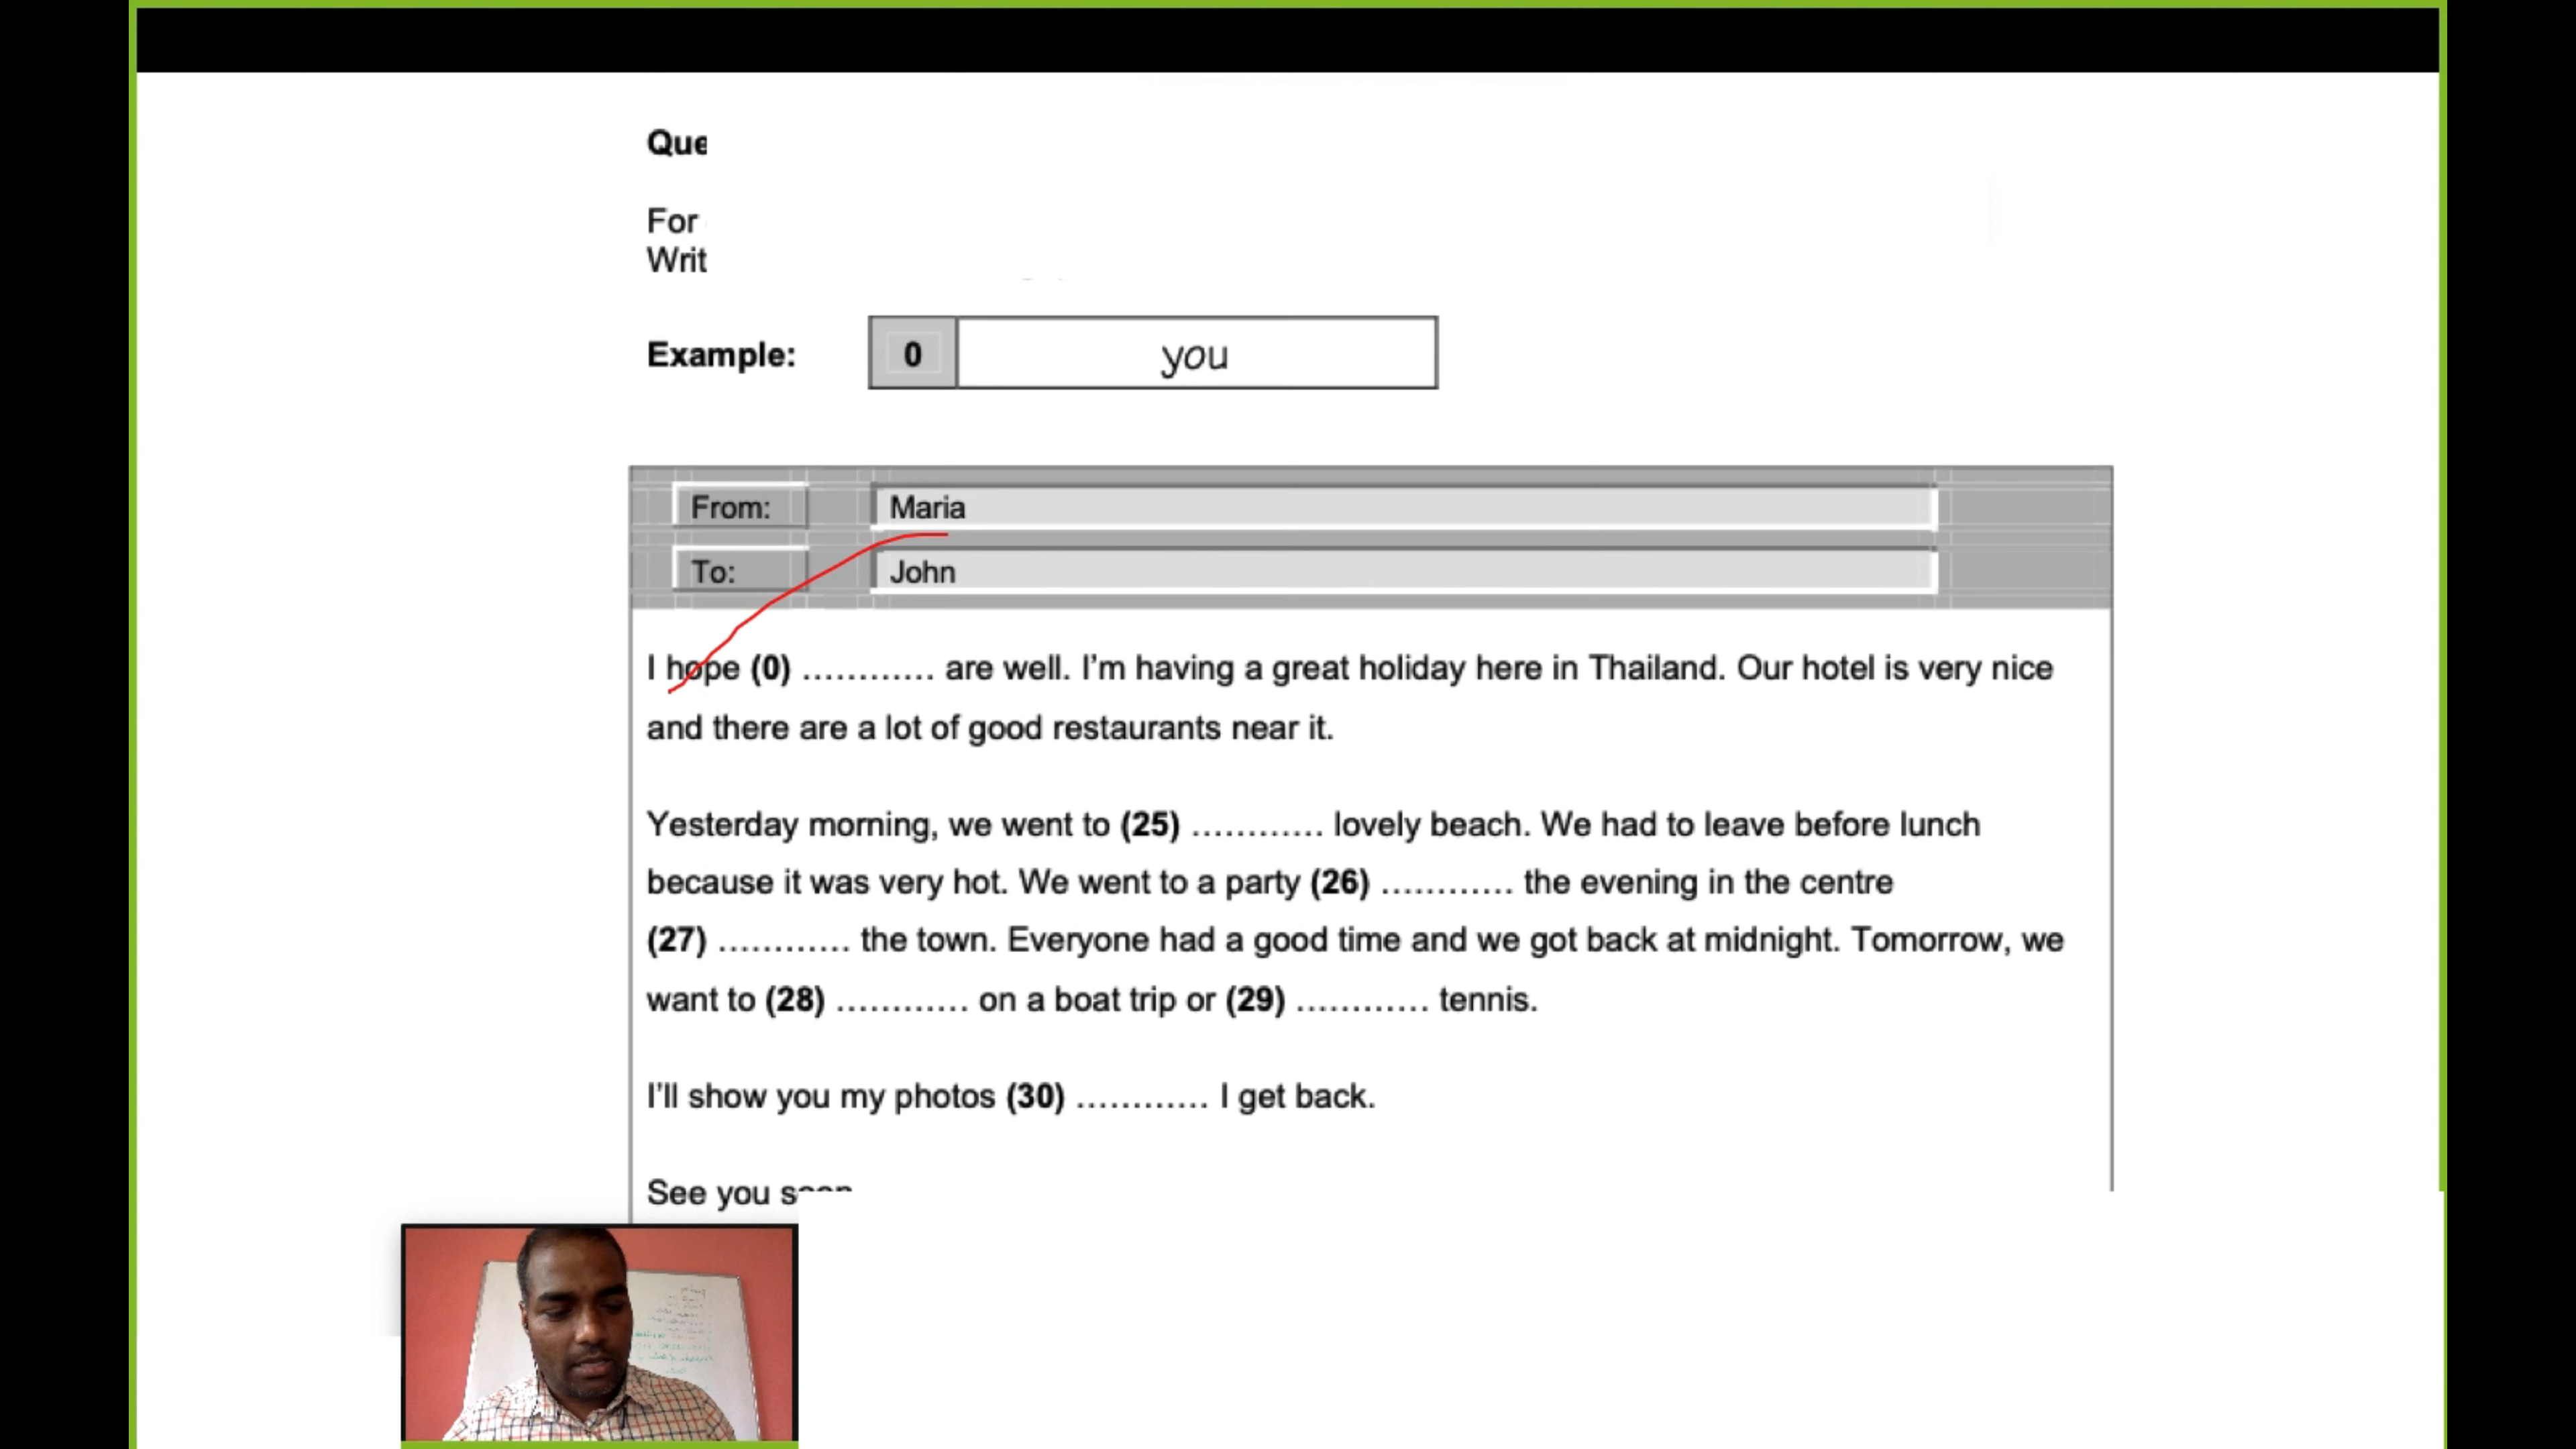 Que
For
Writ
Example: 0 you
From: Maria
To: John
I hope (0) ............ are well. I'm having a great holiday here in Thailand. Our hotel is very nice
and there are a lot of good restaurants near it.
Yesterday morning, we went to (25) ............ lovely beach. We had to leave before lunch
because it was very hot. We went to a party (26) ............ the evening in the centre
(27) ............ the town. Everyone had a good time and we got back at midnight. Tomorrow, we
want to (28) ............ on a boat trip or (29) ............ tennis.
I'll show you my photos (30) ............ I get back.
See you soon